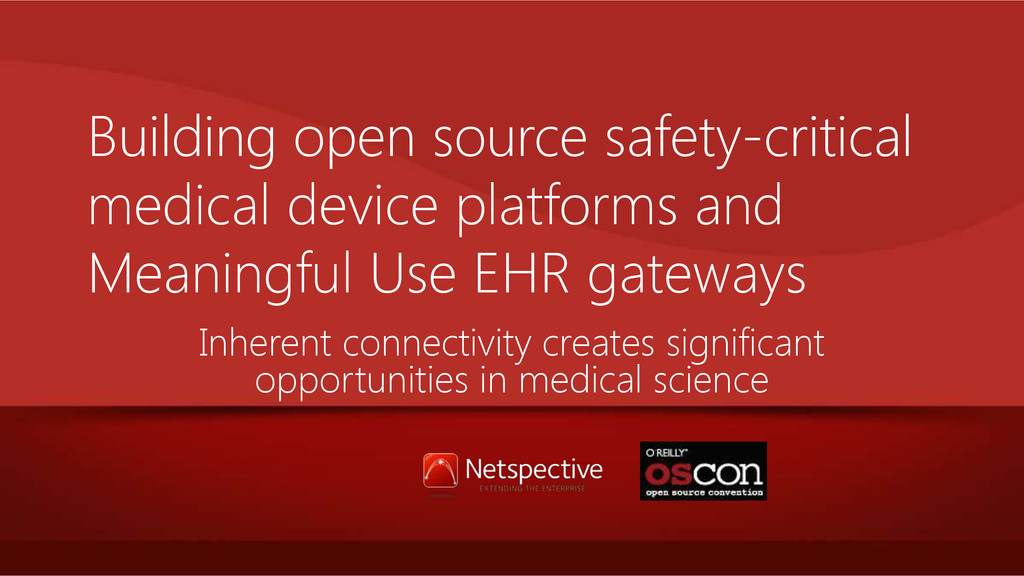 Building open source safety-critical
medical device platforms and
Meaningful Use EHR gateways
Inherent connectivity creates significant
opportunities in medical science
Netspective
EXTENDING THE ENTERPRISE
O'REILLY
oscon
open source convention